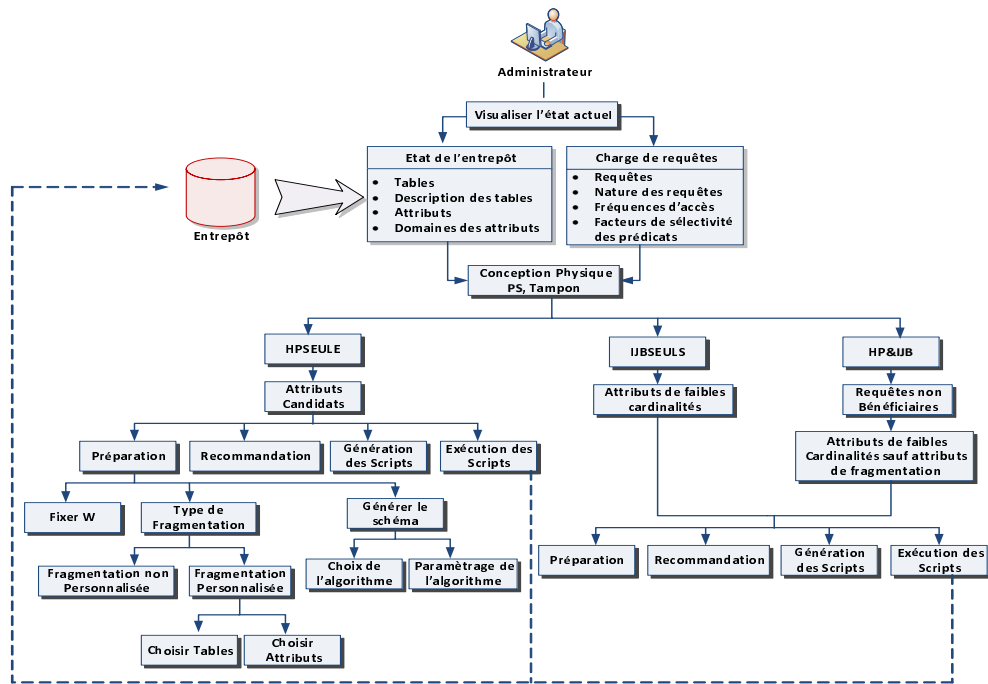 Administrateur
Visualiser l'état actuel
Etat de l'entrepôt
• Tables
• Description des tables
• Attributs
• Domaines des attributs
Charge de requêtes
• Requêtes
• Nature des requêtes
• Fréquences d'accès
• Facteurs de sélectivité
des prédicats
Entrepôt
Conception Physique
PS, Tampon
HPSEULE
IJBSEULS
HP&IJB
Attributs
Candidats
Attributs de faibles
cardinalités
Requêtes non
Bénéficiaires
Attributs de faibles
Cardinalités sauf attributs
de fragmentation
Préparation
Recommandation
Génération
des Scripts
Exécution des
Scripts
Fixer W
Type de
Fragmentation
Générer le
schéma
Fragmentation non
Personnalisée
Fragmentation
Personnalisée
Choix de
l'algorithme
Paramètrage de
l'algorithme
Choisir Tables
Choisir
Attributs
Préparation
Recommandation
Génération
des Scripts
Exécution des
Scripts